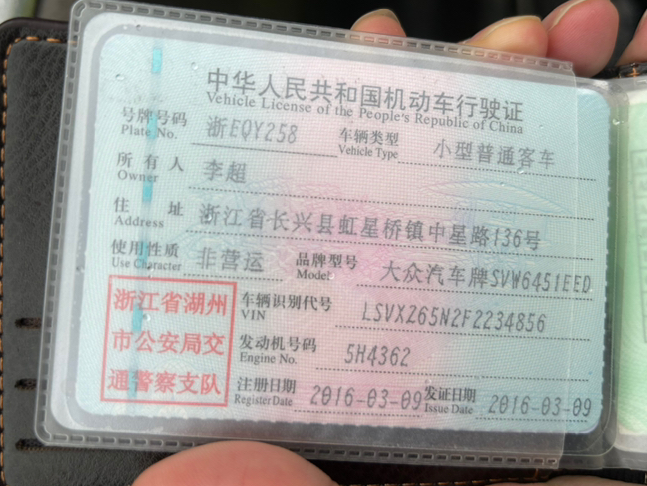 中华人民共和国机动车行驶证
Vehicle License of the People's Republic of China
号牌号码 浙EQY258 车辆类型 小型普通客车
Plate No. Vehicle Type
所有人 李超
Owner
住址 浙江省长兴县虹星桥镇中星路136号
Address
使用性质 非营运 品牌型号 大众汽车牌SVW6451EED
Use Character Model
浙江省湖州
市公安局交
通警察支队
车辆识别代号 LSVXZ65N2F2234856
VIN
发动机号码 5H4362
Engine No.
注册日期 2016-03-09 发证日期 2016-03-09
Register Date Issue Date